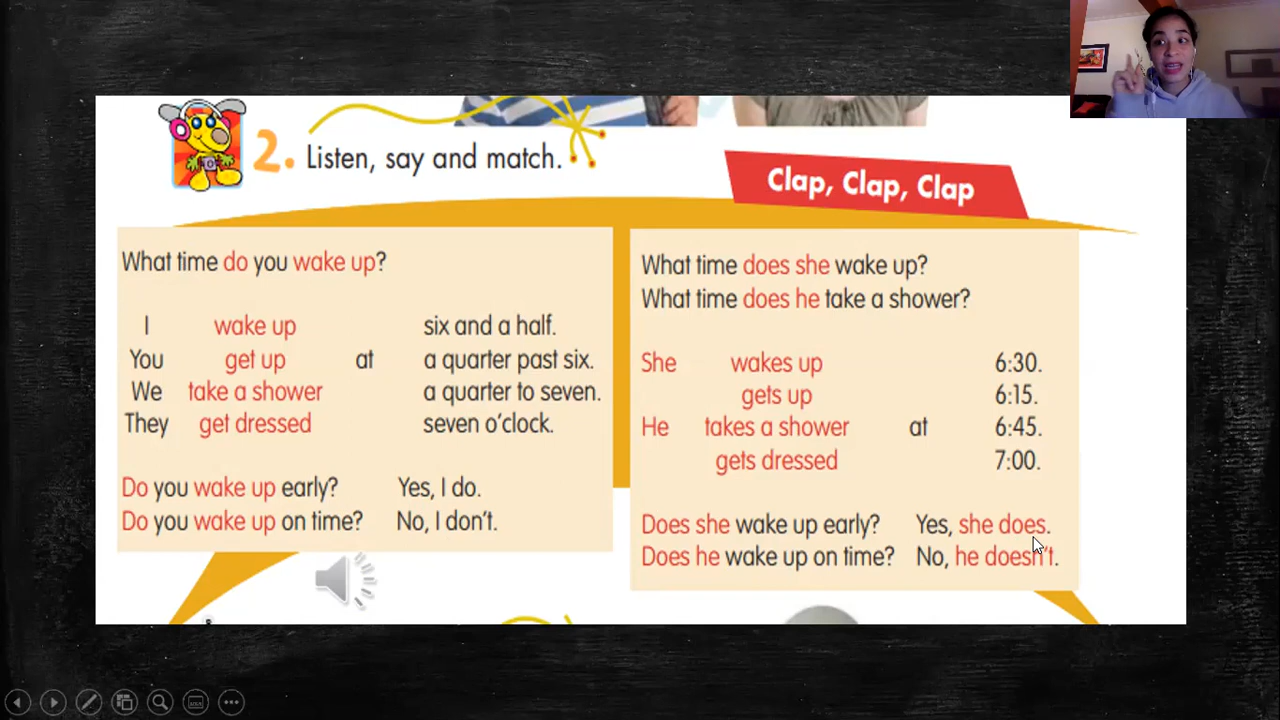 2. Listen, say and match.
Clap, Clap, Clap
What time do you wake up?
I wake up six and a half.
You get up at a quarter past six.
We take a shower a quarter to seven.
They get dressed seven o'clock.
Do you wake up early? Yes, I do.
Do you wake up on time? No, I don't.
What time does she wake up?
What time does he take a shower?
She wakes up 6:30.
gets up 6:15.
He takes a shower at 6:45.
gets dressed 7:00.
Does she wake up early? Yes, she does.
Does he wake up on time? No, he doesn't.